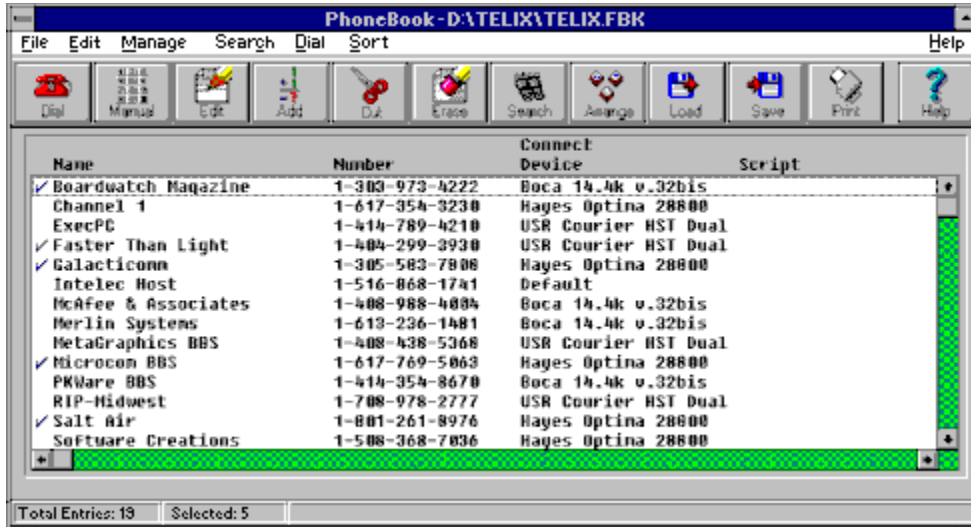 PhoneBook - D:\TELIX\TELIX.FBK
File Edit Manage Search Dial Sort Help
Dial Manual Edit Add Cut Erase Search Arrange Load Save Print Help
Connect
Name Number Device Script
Boardwatch Magazine 1-303-973-4222 Boca 14.4k v.32bis
Channel 1 1-617-354-3230 Hayes Optima 28800
ExecPC 1-414-789-4210 USR Courier HST Dual
Faster Than Light 1-404-299-3930 USR Courier HST Dual
Galacticomm 1-305-583-7808 Hayes Optima 28800
Intelec Host 1-516-868-1741 Default
McAfee & Associates 1-408-988-4004 Boca 14.4k v.32bis
Merlin Systems 1-613-236-1481 Boca 14.4k v.32bis
MetaGraphics BBS 1-408-438-5368 USR Courier HST Dual
Microcom BBS 1-617-769-5063 Hayes Optima 28800
PKWare BBS 1-414-354-8670 Boca 14.4k v.32bis
RIP-Midwest 1-708-978-2777 USR Courier HST Dual
Salt Air 1-801-261-8976 Hayes Optima 28800
Software Creations 1-508-368-7036 Hayes Optima 28800
Total Entries: 19 Selected: 5